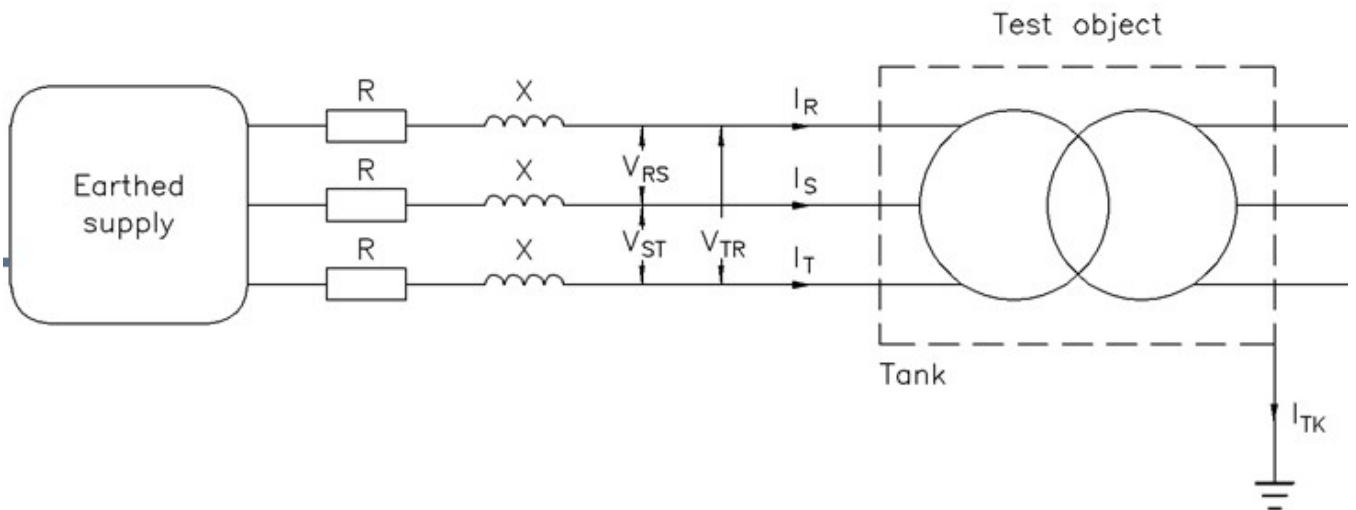 Test object
R X I_R
Earthed supply
V_RS
R X I_S
V_ST V_TR
R X I_T
Tank
I_TK